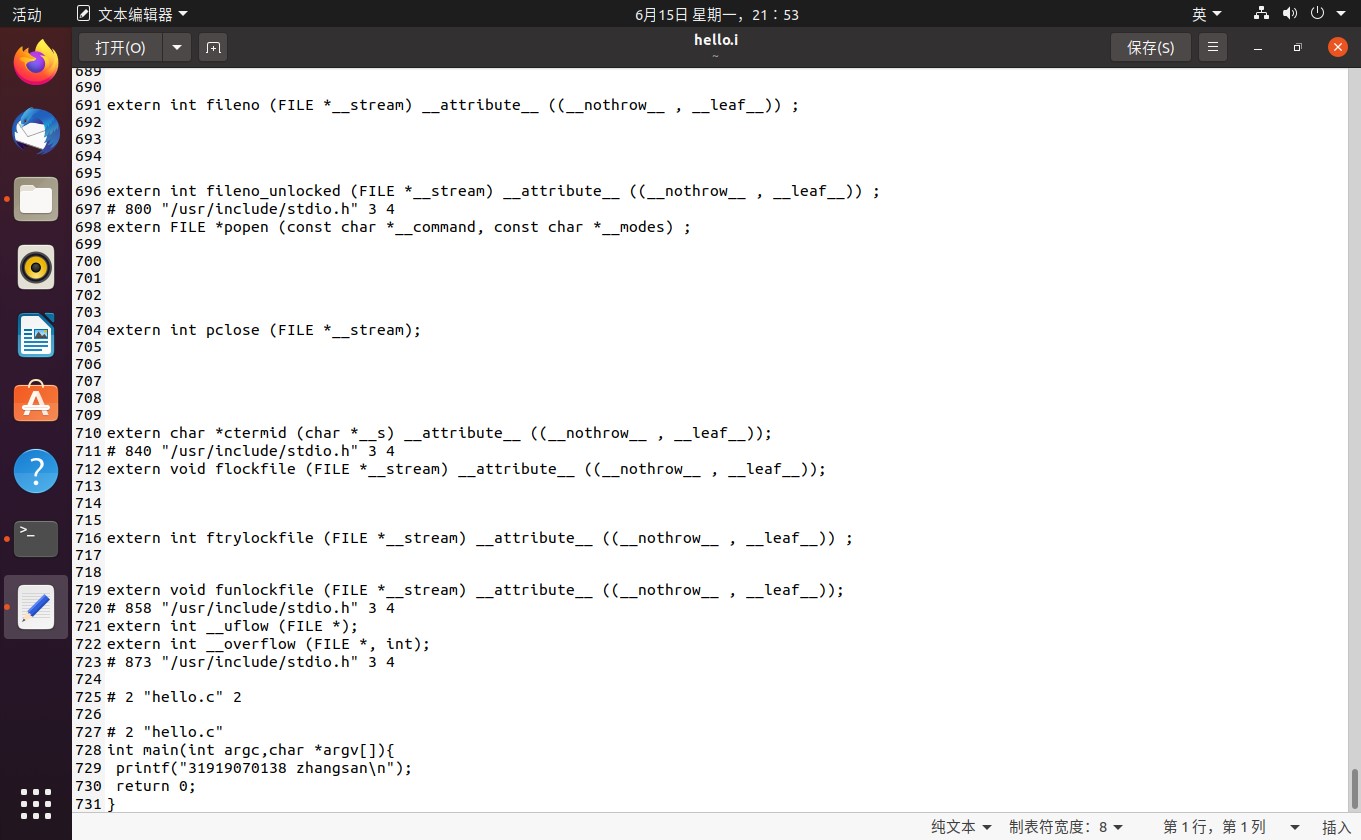 活动
文本编辑器
6月15日 星期一，21：53
英
打开(O)
hello.i
~
保存(S)
689
690
691 extern int fileno (FILE *__stream) __attribute__ ((__nothrow__ , __leaf__)) ;
692
693
694
695
696 extern int fileno_unlocked (FILE *__stream) __attribute__ ((__nothrow__ , __leaf__)) ;
697 # 800 "/usr/include/stdio.h" 3 4
698 extern FILE *popen (const char *__command, const char *__modes) ;
699
700
701
702
703
704 extern int pclose (FILE *__stream);
705
706
707
708
709
710 extern char *ctermid (char *__s) __attribute__ ((__nothrow__ , __leaf__));
711 # 840 "/usr/include/stdio.h" 3 4
712 extern void flockfile (FILE *__stream) __attribute__ ((__nothrow__ , __leaf__));
713
714
715
716 extern int ftrylockfile (FILE *__stream) __attribute__ ((__nothrow__ , __leaf__)) ;
717
718
719 extern void funlockfile (FILE *__stream) __attribute__ ((__nothrow__ , __leaf__));
720 # 858 "/usr/include/stdio.h" 3 4
721 extern int __uflow (FILE *);
722 extern int __overflow (FILE *, int);
723 # 873 "/usr/include/stdio.h" 3 4
724
725 # 2 "hello.c" 2
726
727 # 2 "hello.c"
728 int main(int argc,char *argv[]){
729  printf("31919070138 zhangsan\n");
730  return 0;
731 }
纯文本
制表符宽度：8
第 1 行，第 1 列
插入